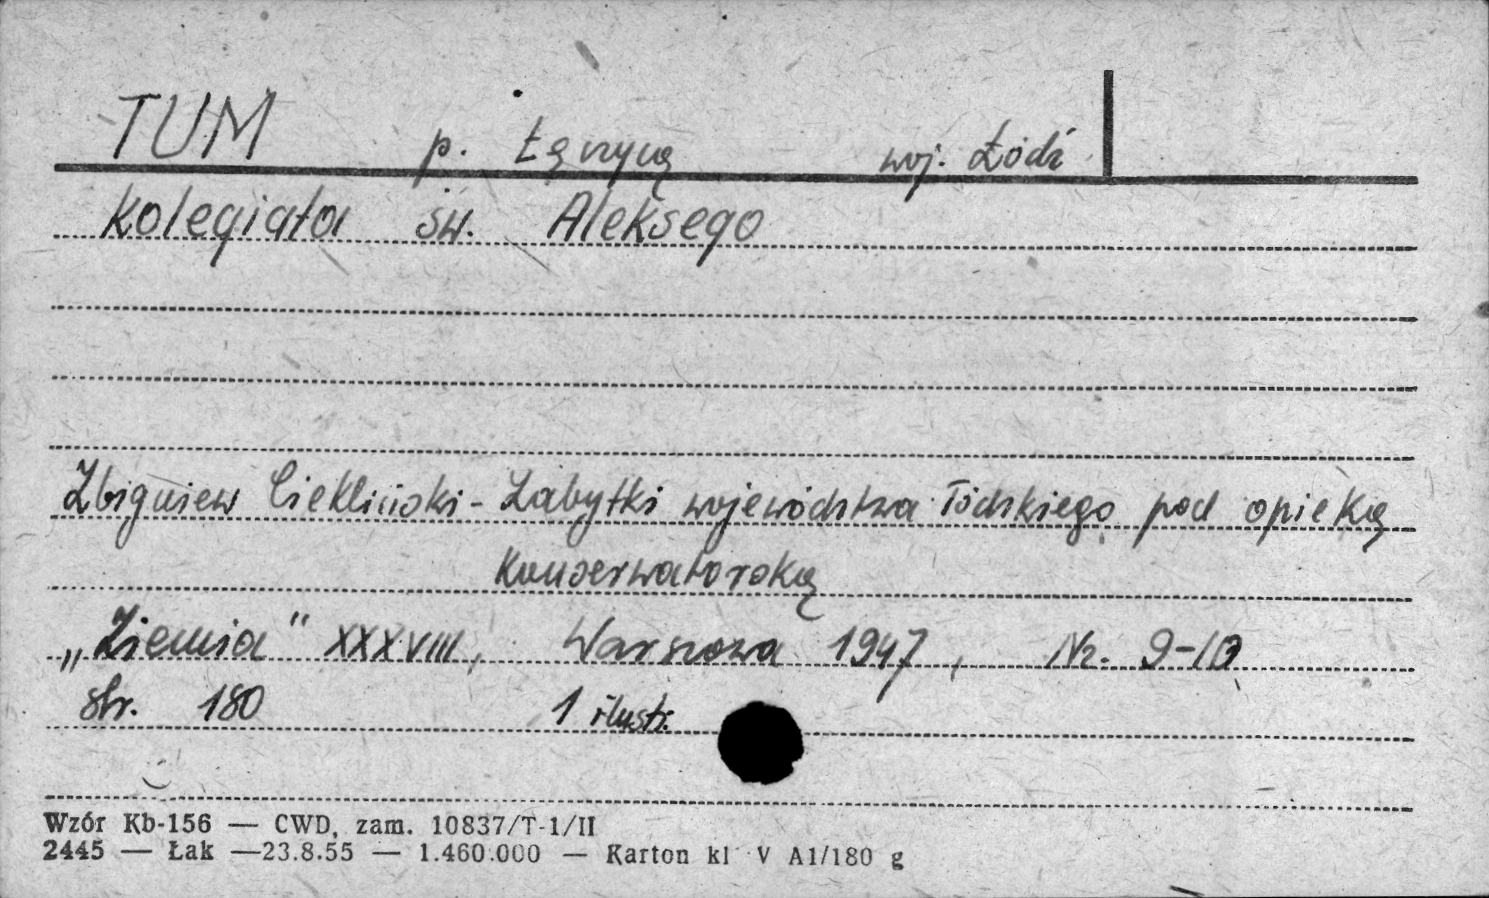 TUM p. Łęczycą woj. Łódź
Kolegiata św. Aleksego
Zbigniew Ciekliński - Zabytki województwa łódzkiego pod opieką
konserwatorską
„Ziemia" XXXVIII, Warszawa 1947, Nr. 9-10
str. 180 1 ilustr.
Wzór Kb-156 — CWD, zam. 10837/T-1/II
2445 — Łak —23.8.55 — 1.460.000 — Karton kl V A1/180 g